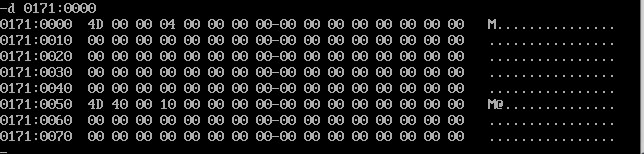 -d 0171:0000
0171:0000  4D 00 00 04 00 00 00 00-00 00 00 00 00 00 00 00   M...............
0171:0010  00 00 00 00 00 00 00 00-00 00 00 00 00 00 00 00   ................
0171:0020  00 00 00 00 00 00 00 00-00 00 00 00 00 00 00 00   ................
0171:0030  00 00 00 00 00 00 00 00-00 00 00 00 00 00 00 00   ................
0171:0040  00 00 00 00 00 00 00 00-00 00 00 00 00 00 00 00   ................
0171:0050  4D 40 00 10 00 00 00 00-00 00 00 00 00 00 00 00   M@..............
0171:0060  00 00 00 00 00 00 00 00-00 00 00 00 00 00 00 00   ................
0171:0070  00 00 00 00 00 00 00 00-00 00 00 00 00 00 00 00   ................